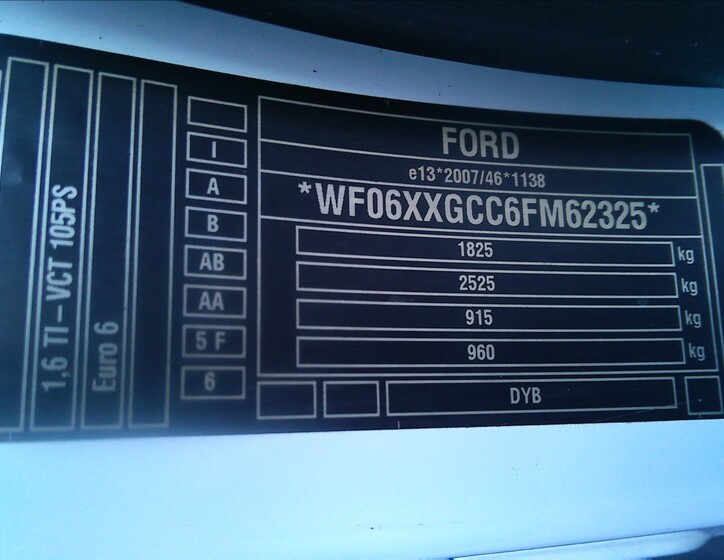 FORD
e13*2007/46*1138
*WF06XXGCC6FM62325*
1825 kg
2525 kg
915 kg
960 kg
DYB
I
A
B
AB
AA
5 F
6
1,6 TI-VCT 105PS
Euro 6